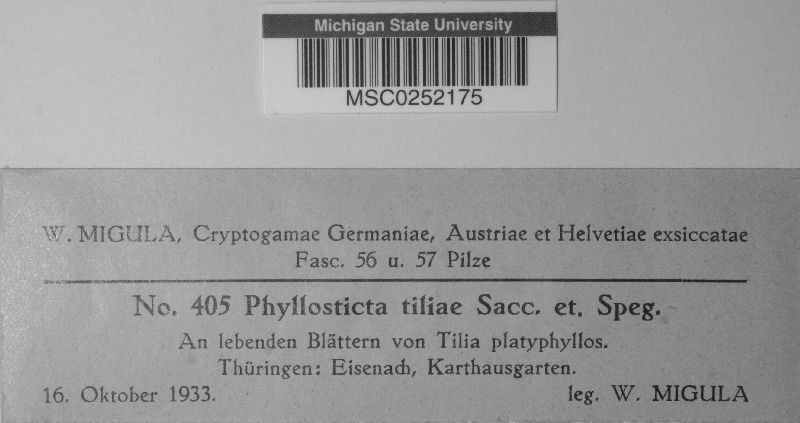 Michigan State University
MSC0252175
W. MIGULA, Cryptogamae Germaniae, Austriae et Helvetiae exsiccatae
Fasc. 56 u. 57 Pilze
No. 405 Phyllosticta tiliae Sacc. et. Speg.
An lebenden Blättern von Tilia platyphyllos.
Thüringen: Eisenach, Karthausgarten.
16. Oktober 1933. leg. W. MIGULA